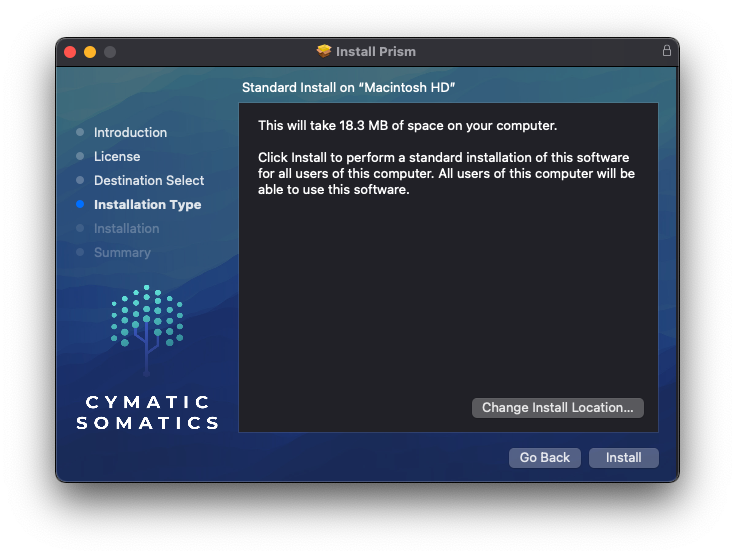 Install Prism
Standard Install on “Macintosh HD”
Introduction
License
Destination Select
Installation Type
Installation
Summary
This will take 18.3 MB of space on your computer.
Click Install to perform a standard installation of this software
for all users of this computer. All users of this computer will be
able to use this software.
CYMATIC
SOMATICS
Change Install Location...
Go Back
Install